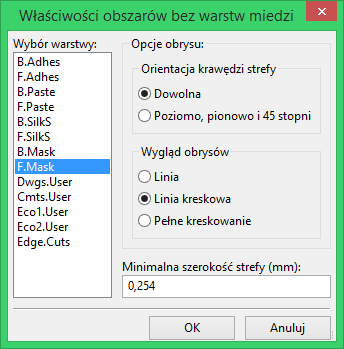 Właściwości obszarów bez warstw miedzi
Wybór warstwy:
B.Adhes
F.Adhes
B.Paste
F.Paste
B.SilkS
F.SilkS
B.Mask
F.Mask
Dwgs.User
Cmts.User
Eco1.User
Eco2.User
Edge.Cuts
Opcje obrysu:
Orientacja krawędzi strefy
Dowolna
Poziomo, pionowo i 45 stopni
Wygląd obrysów
Linia
Linia kreskowa
Pełne kreskowanie
Minimalna szerokość strefy (mm):
0,254
OK
Anuluj